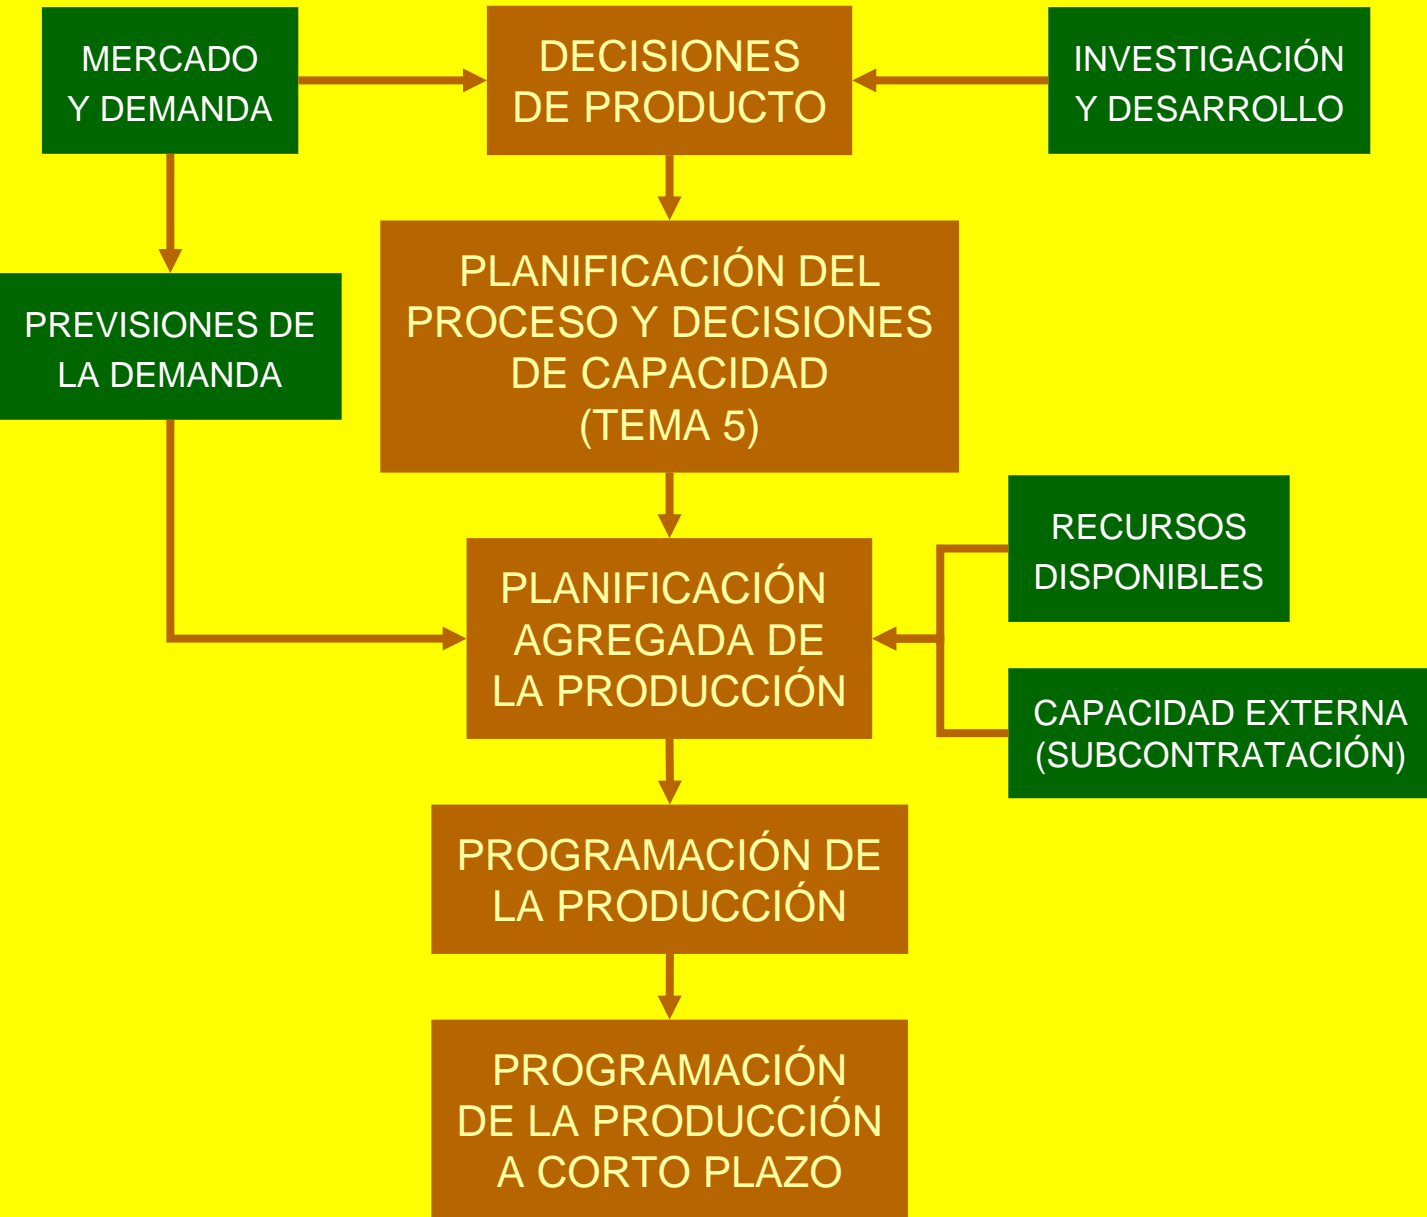 MERCADO
Y DEMANDA
DECISIONES
DE PRODUCTO
INVESTIGACIÓN
Y DESARROLLO
PREVISIONES DE
LA DEMANDA
PLANIFICACIÓN DEL
PROCESO Y DECISIONES
DE CAPACIDAD
(TEMA 5)
RECURSOS
DISPONIBLES
PLANIFICACIÓN
AGREGADA DE
LA PRODUCCIÓN
CAPACIDAD EXTERNA
(SUBCONTRATACIÓN)
PROGRAMACIÓN DE
LA PRODUCCIÓN
PROGRAMACIÓN
DE LA PRODUCCIÓN
A CORTO PLAZO